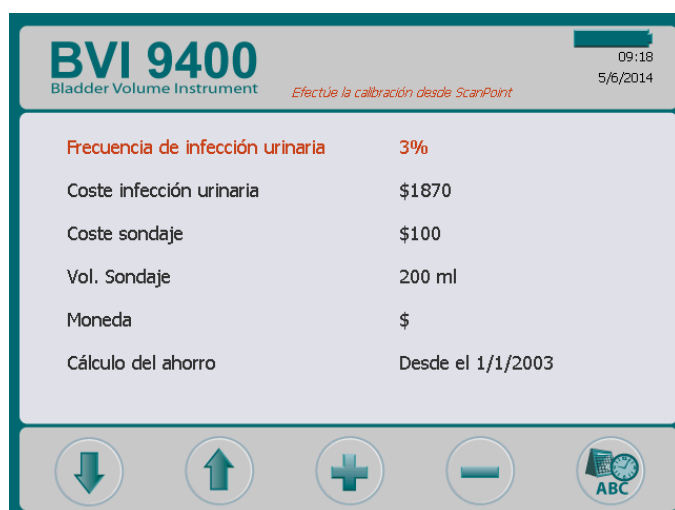 BVI 9400
Bladder Volume Instrument
Efectúe la calibración desde ScanPoint
09:18
5/6/2014
Frecuencia de infección urinaria 3%
Coste infección urinaria $1870
Coste sondaje $100
Vol. Sondaje 200 ml
Moneda $
Cálculo del ahorro Desde el 1/1/2003
ABC